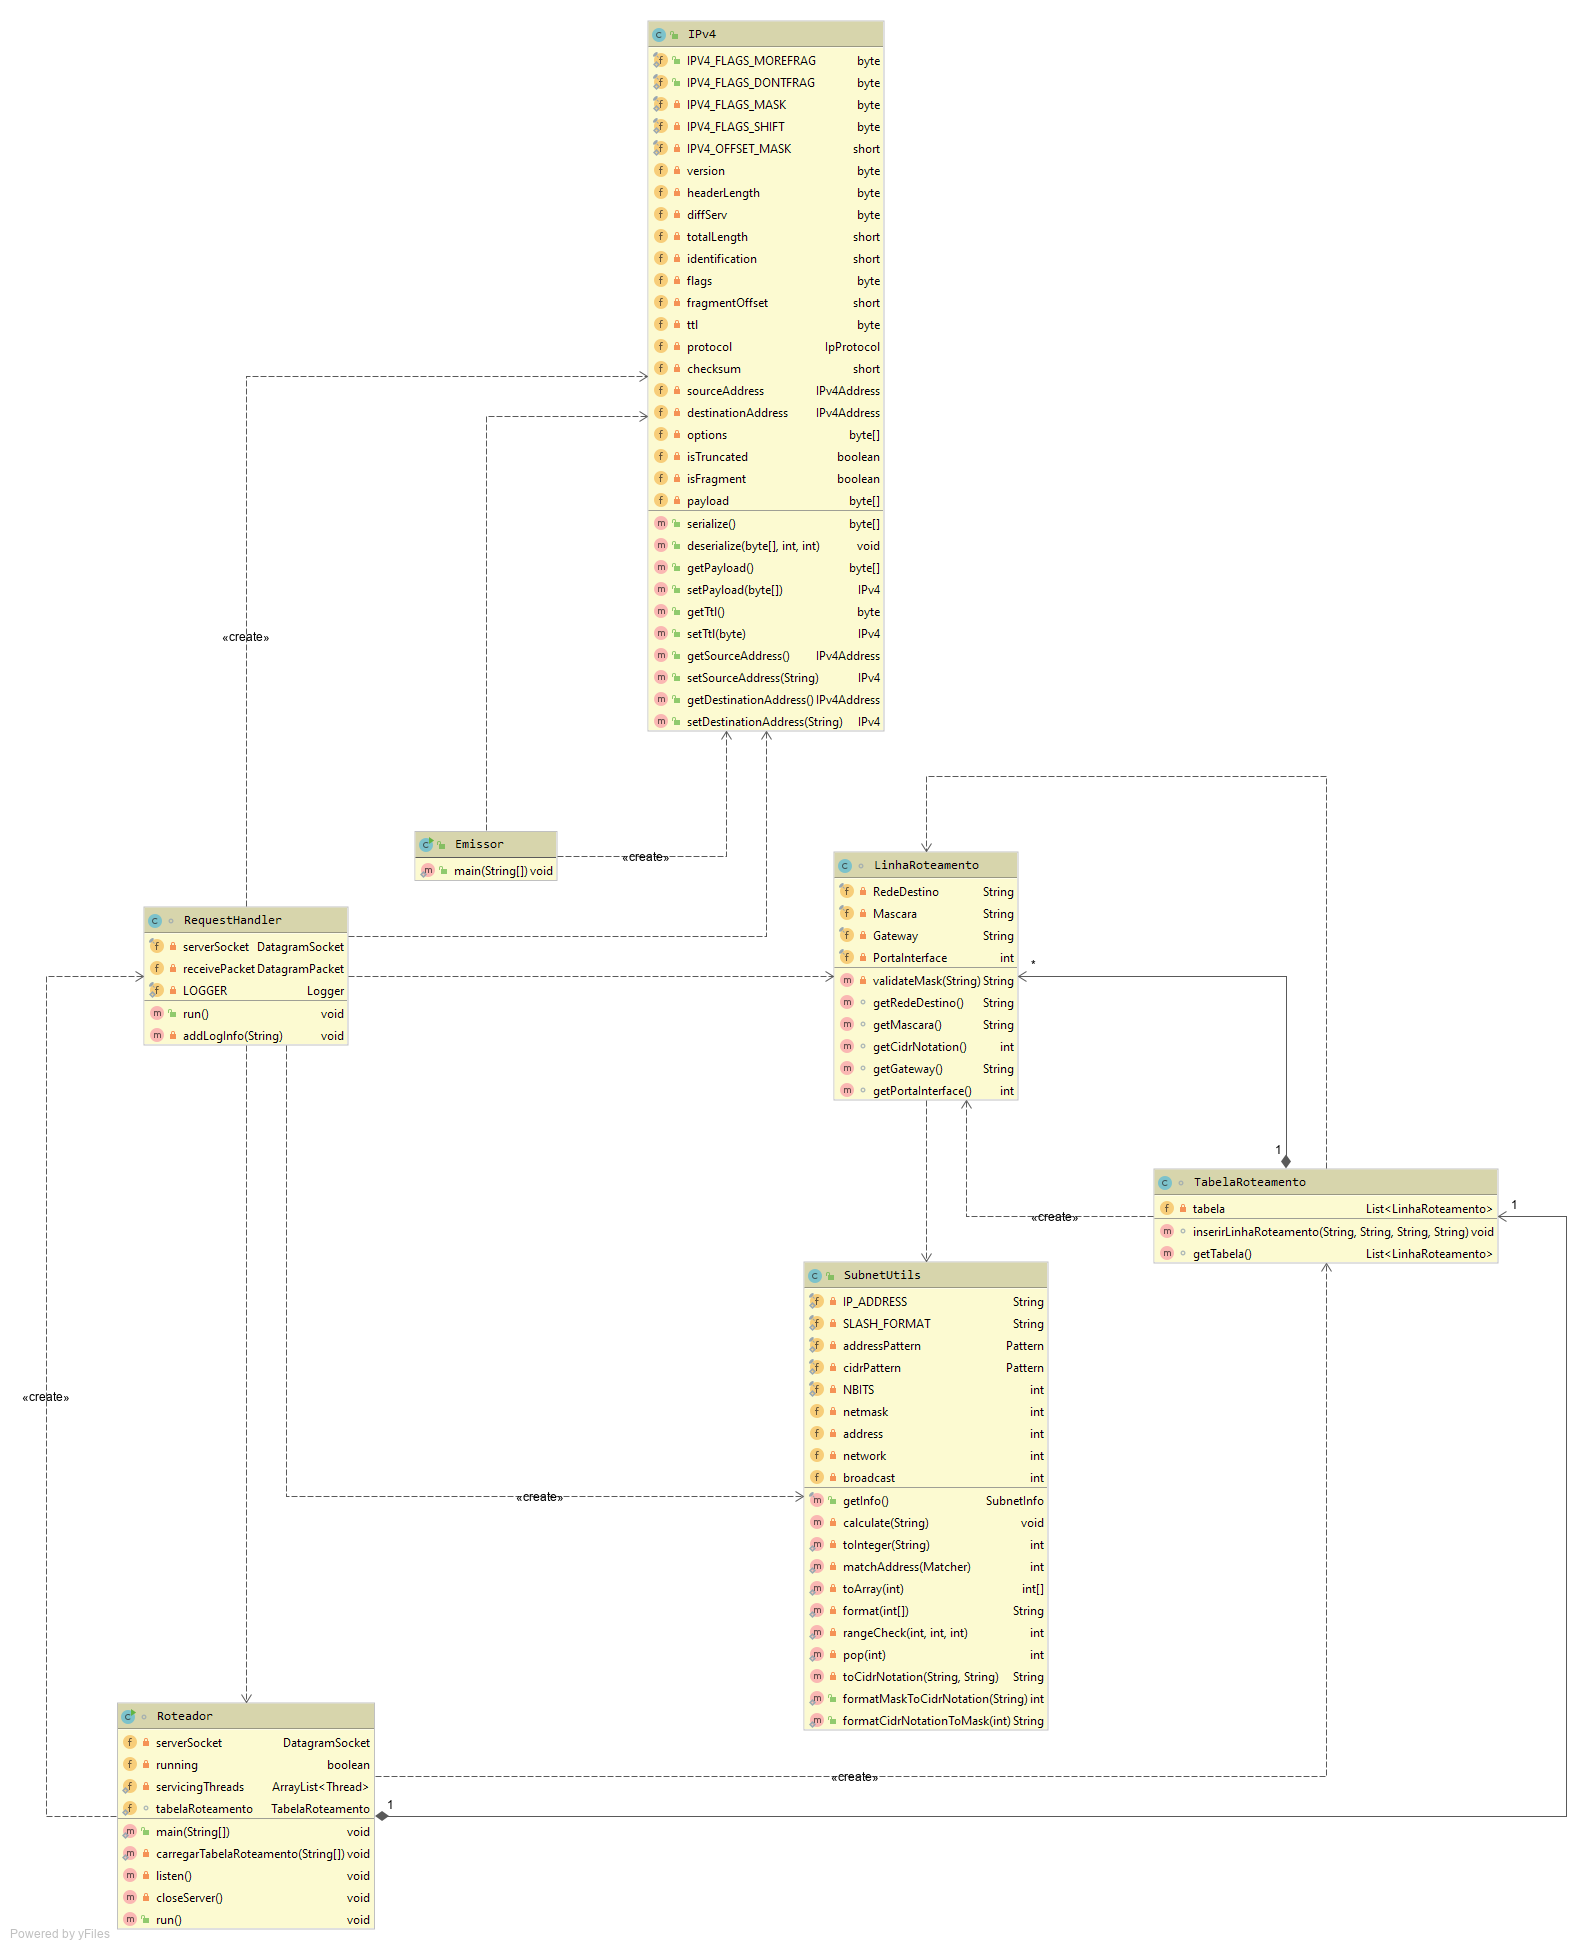 IPv4
IPV4_FLAGS_MOREFRAG byte
IPV4_FLAGS_DONTFRAG byte
IPV4_FLAGS_MASK byte
IPV4_FLAGS_SHIFT byte
IPV4_OFFSET_MASK short
version byte
headerLength byte
diffServ byte
totalLength short
identification short
flags byte
fragmentOffset short
ttl byte
protocol IpProtocol
checksum short
sourceAddress IPv4Address
destinationAddress IPv4Address
options byte[]
isTruncated boolean
isFragment boolean
payload byte[]
serialize() byte[]
deserialize(byte[], int, int) void
getPayload() byte[]
setPayload(byte[]) IPv4
getTtl() byte
setTtl(byte) IPv4
getSourceAddress() IPv4Address
setSourceAddress(String) IPv4
getDestinationAddress() IPv4Address
setDestinationAddress(String) IPv4
«create»
Emissor
main(String[]) void
«create»
RequestHandler
serverSocket DatagramSocket
receivePacket DatagramPacket
LOGGER Logger
run() void
addLogInfo(String) void
LinhaRoteamento
RedeDestino String
Mascara String
Gateway String
PortaInterface int
validateMask(String) String
getRedeDestino() String
getMascara() String
getCidrNotation() int
getGateway() String
getPortaInterface() int
*
1
TabelaRoteamento
tabela List<LinhaRoteamento>
inserirLinhaRoteamento(String, String, String, String) void
getTabela() List<LinhaRoteamento>
1
«create»
SubnetUtils
IP_ADDRESS String
SLASH_FORMAT String
addressPattern Pattern
cidrPattern Pattern
NBITS int
netmask int
address int
network int
broadcast int
getInfo() SubnetInfo
calculate(String) void
toInteger(String) int
matchAddress(Matcher) int
toArray(int) int[]
format(int[]) String
rangeCheck(int, int, int) int
pop(int) int
toCidrNotation(String, String) String
formatMaskToCidrNotation(String) int
formatCidrNotationToMask(int) String
«create»
«create»
Roteador
serverSocket DatagramSocket
running boolean
servicingThreads ArrayList<Thread>
tabelaRoteamento TabelaRoteamento
main(String[]) void
carregarTabelaRoteamento(String[]) void
listen() void
closeServer() void
run() void
«create»
1
Powered by yFiles